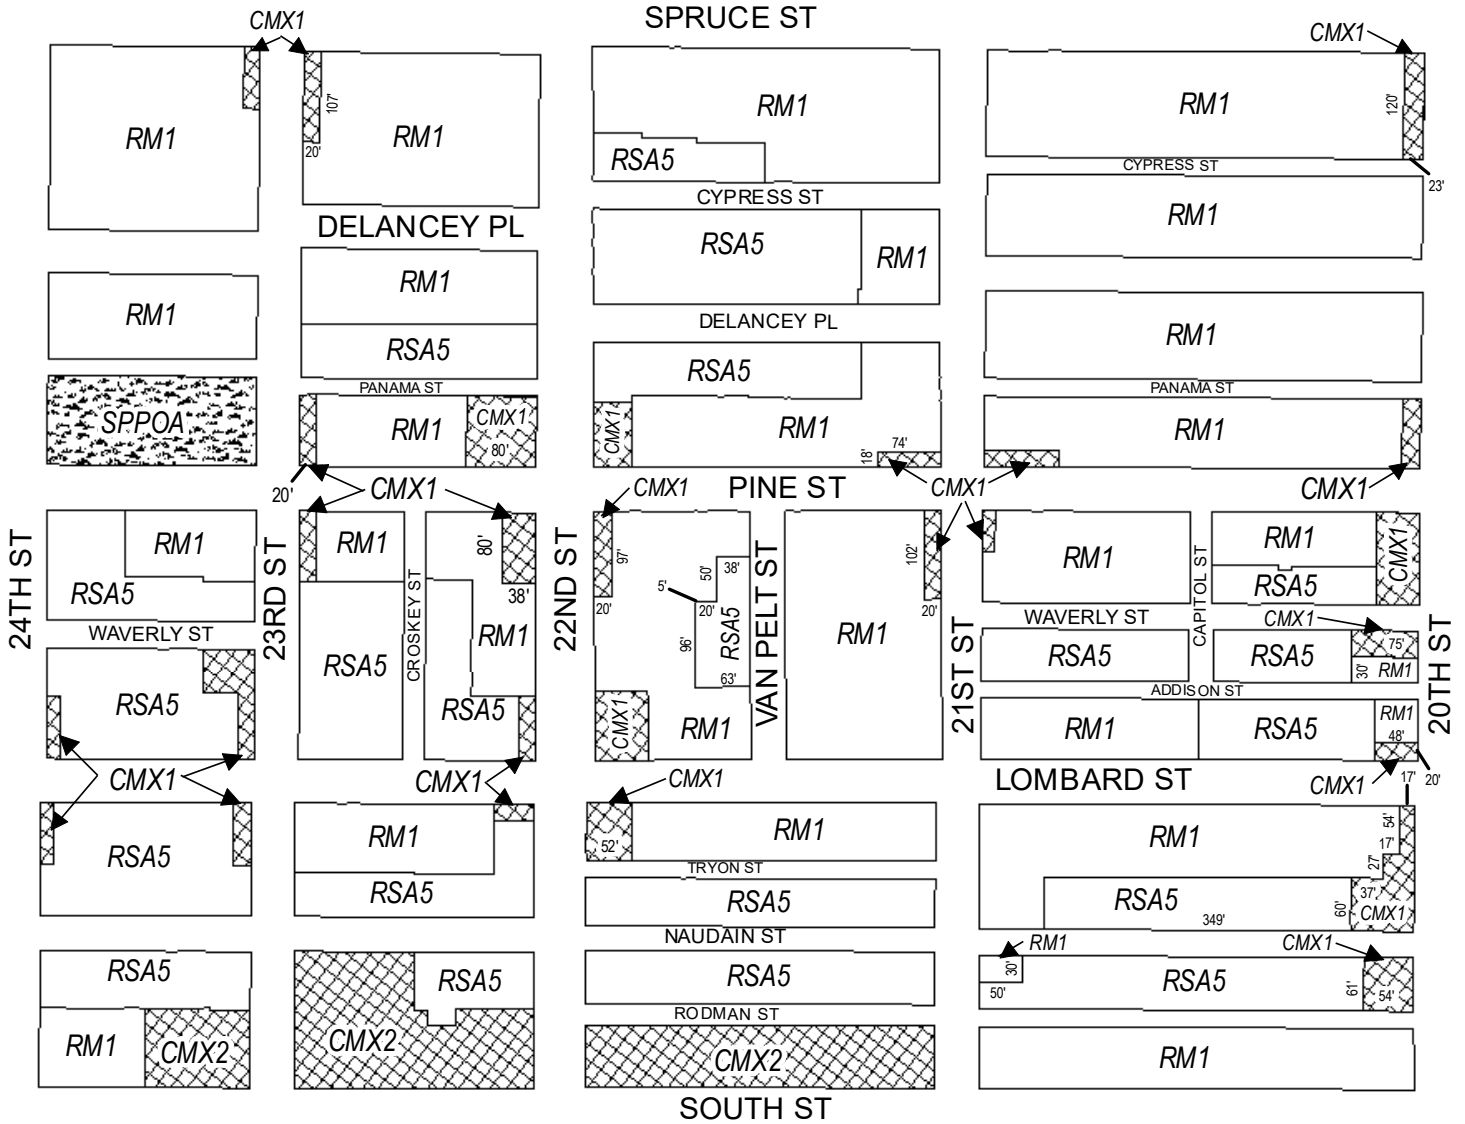 SPRUCE ST
CMX1
CMX1
RM1
107'
20'
RM1
RM1
RSA5
RM1
120'
CYPRESS ST
23'
CYPRESS ST
DELANCEY PL
RSA5
RM1
RM1
RM1
RM1
RSA5
DELANCEY PL
RM1
PANAMA ST
RSA5
PANAMA ST
SPPOA
RM1
CMX1
80'
CMX1
RM1
74'
18'
RM1
20'
CMX1
CMX1
PINE ST
CMX1
CMX1
24TH ST
RM1
RSA5
WAVERLY ST
23RD ST
RM1
RSA5
CROSKEY ST
80'
38'
RM1
RSA5
22ND ST
97'
20'
5'
50'
38'
20'
96'
RSA5
63'
CMX1
RM1
VAN PELT ST
RM1
102'
20'
21ST ST
RM1
CAPITOL ST
RM1
RSA5
CMX1
WAVERLY ST
CMX1
RSA5
RSA5
75'
30'
RM1
20TH ST
ADDISON ST
RM1
RSA5
RM1
48'
20'
RSA5
CMX1
CMX1
CMX1
LOMBARD ST
CMX1
17'
RSA5
RM1
RSA5
52'
RM1
TRYON ST
RM1
54'
17'
27'
37'
RSA5
349'
60'
CMX1
RSA5
NAUDAIN ST
RM1
CMX1
RSA5
RSA5
RSA5
30'
50'
RSA5
61'
54'
RODMAN ST
RM1
CMX2
CMX2
CMX2
RM1
SOUTH ST